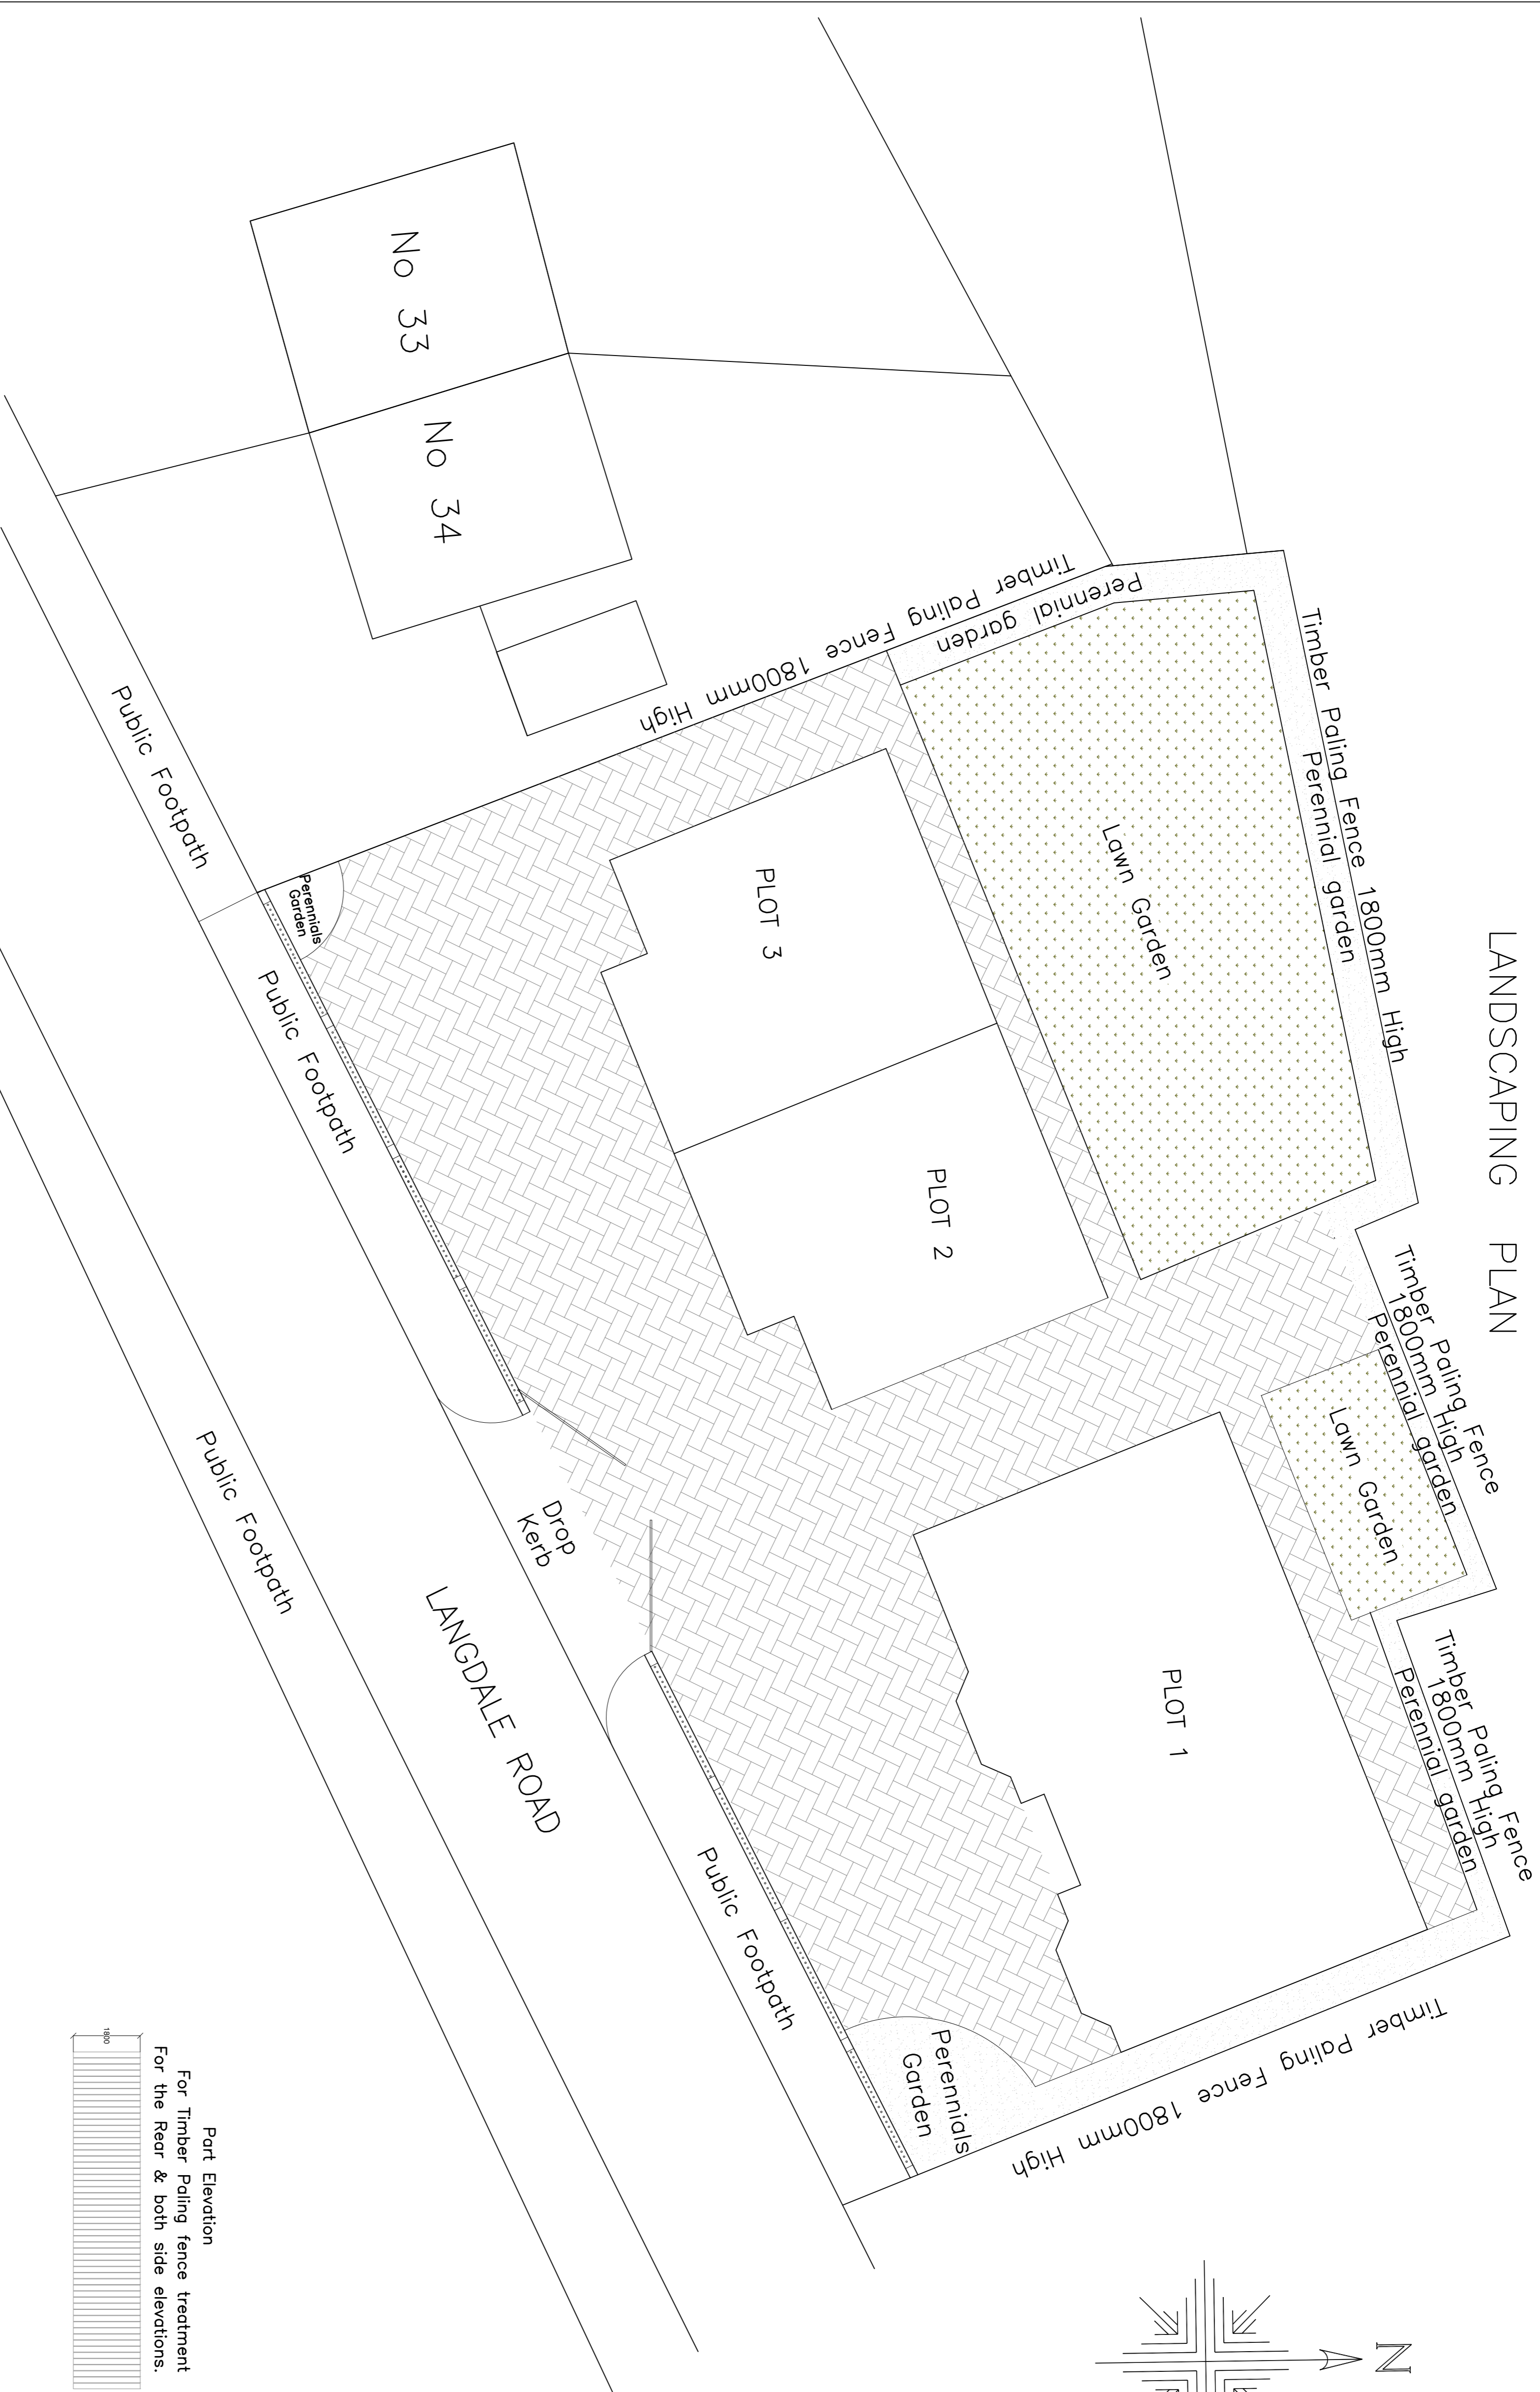 LANDSCAPING PLAN
No 33
No 34
Timber Paling Fence 1800mm High
Perennial garden
Timber Paling Fence 1800mm High
Perennial garden
Lawn Garden
Timber Paling Fence
1800mm High
Perennial garden
Lawn Garden
Timber Paling Fence
1800mm High
Perennial garden
PLOT 3
PLOT 2
PLOT 1
Perennials
Garden
Public Footpath
Public Footpath
Drop
Kerb
Public Footpath
LANGDALE ROAD
Public Footpath
Perennials
Garden
Timber Paling Fence 1800mm High
N
Part Elevation
For Timber Paling fence treatment
For the Rear & both side elevations.
1800